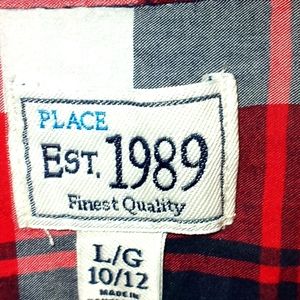 PLACE
EST. 1989
Finest Quality
L/G
10/12
MADE IN